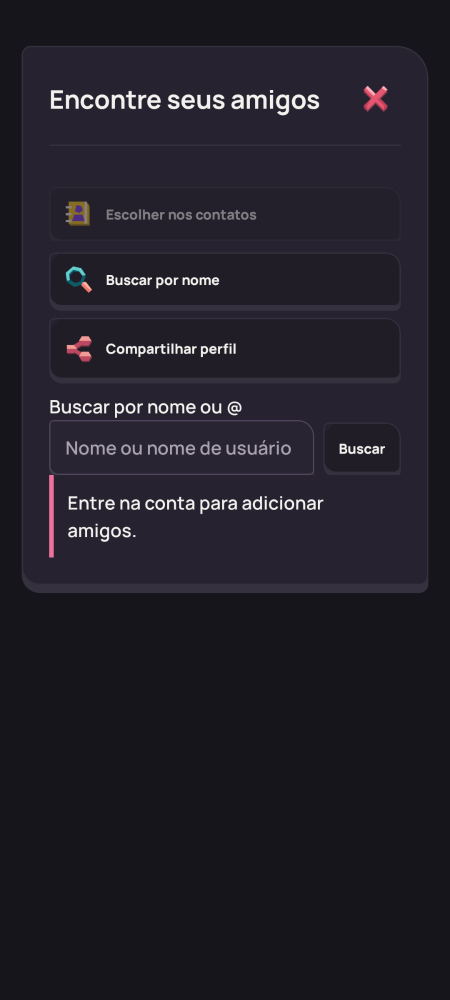 Encontre seus amigos
Escolher nos contatos
Buscar por nome
Compartilhar perfil
Buscar por nome ou @
Nome ou nome de usuário
Buscar
Entre na conta para adicionar
amigos.